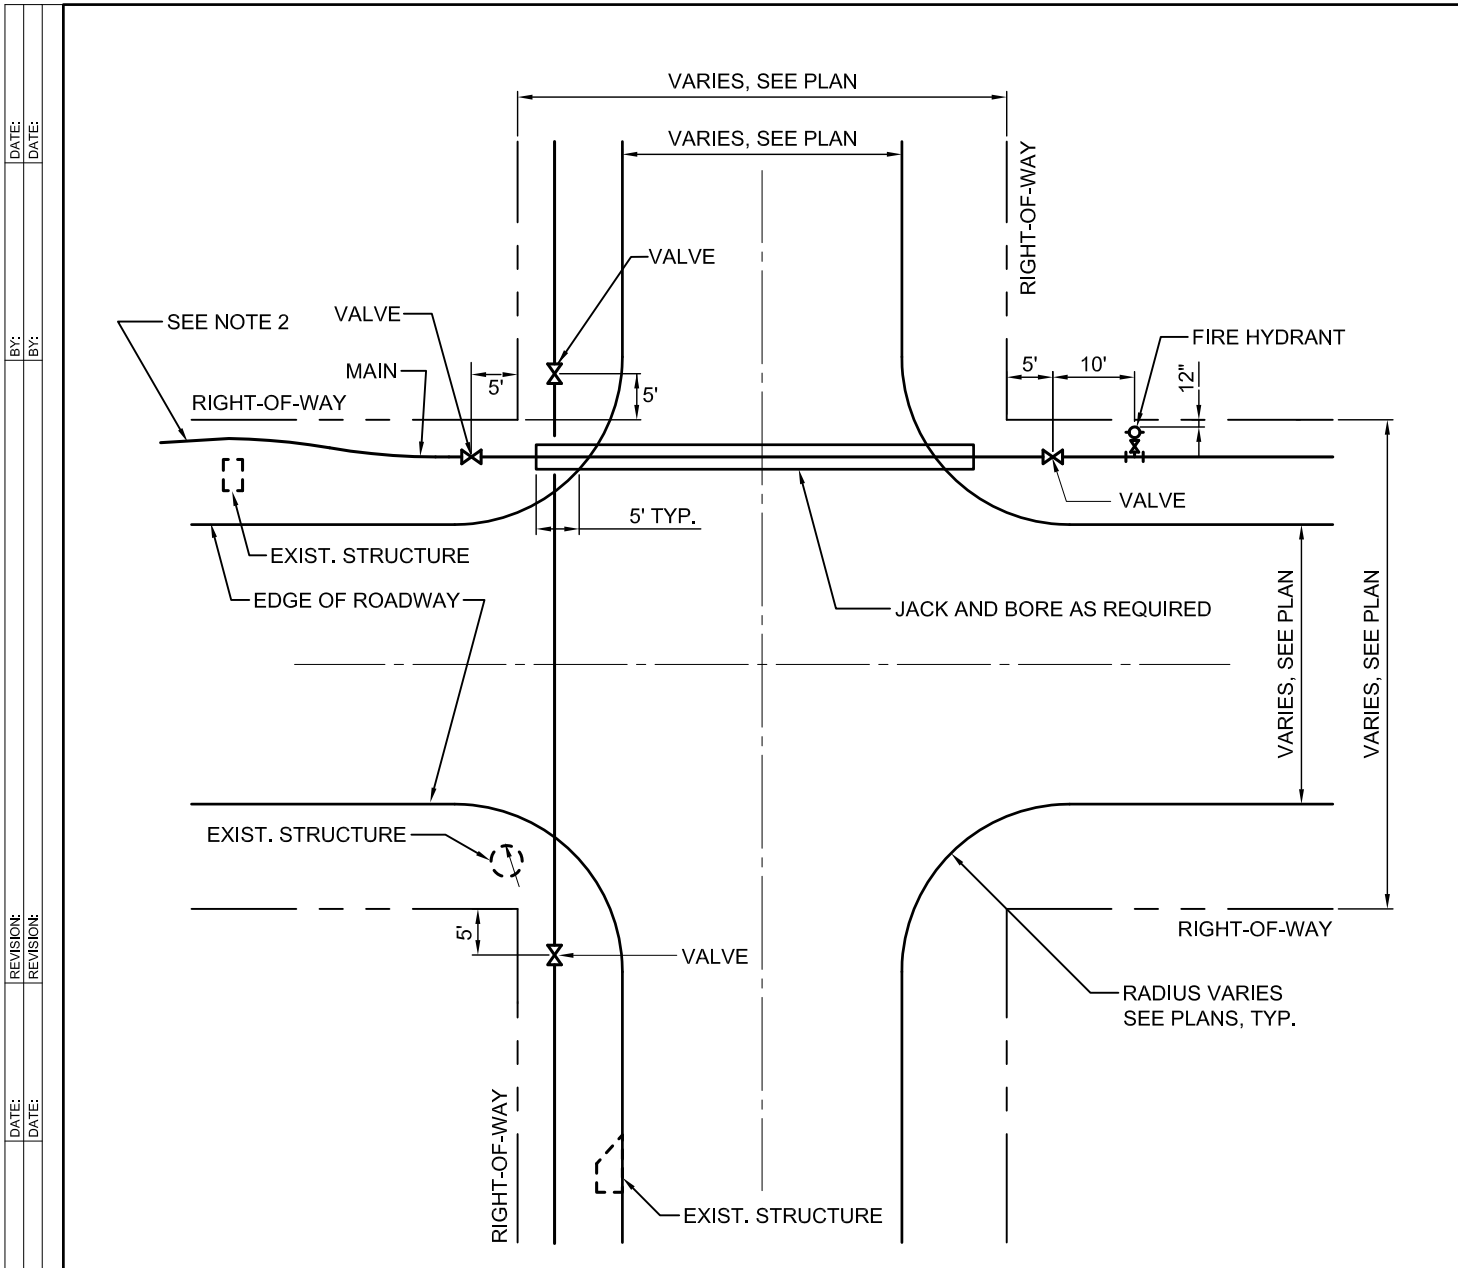 VARIES, SEE PLAN
VARIES, SEE PLAN
RIGHT-OF-WAY
VALVE
SEE NOTE 2
VALVE
FIRE HYDRANT
MAIN
5'
5'
5'
10'
12"
RIGHT-OF-WAY
VALVE
5' TYP.
EXIST. STRUCTURE
EDGE OF ROADWAY
JACK AND BORE AS REQUIRED
VARIES, SEE PLAN
VARIES, SEE PLAN
EXIST. STRUCTURE
5'
VALVE
RIGHT-OF-WAY
RADIUS VARIES
SEE PLANS, TYP.
RIGHT-OF-WAY
EXIST. STRUCTURE
DATE:
DATE:
BY:
BY:
REVISION:
REVISION:
DATE:
DATE: